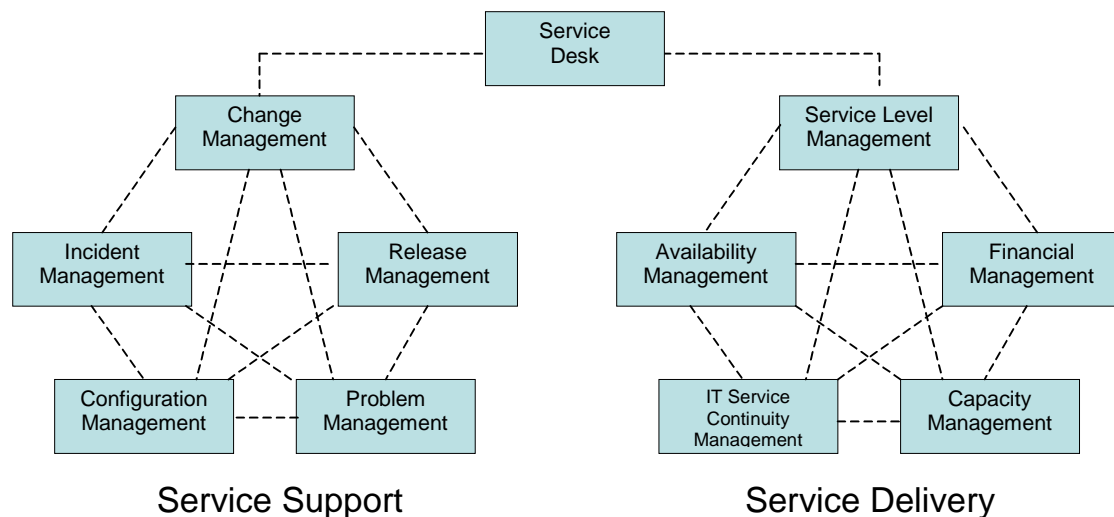 Service
Desk
Change
Management
Service Level
Management
Incident
Management
Release
Management
Availability
Management
Financial
Management
Configuration
Management
Problem
Management
IT Service
Continuity
Management
Capacity
Management
Service Support
Service Delivery